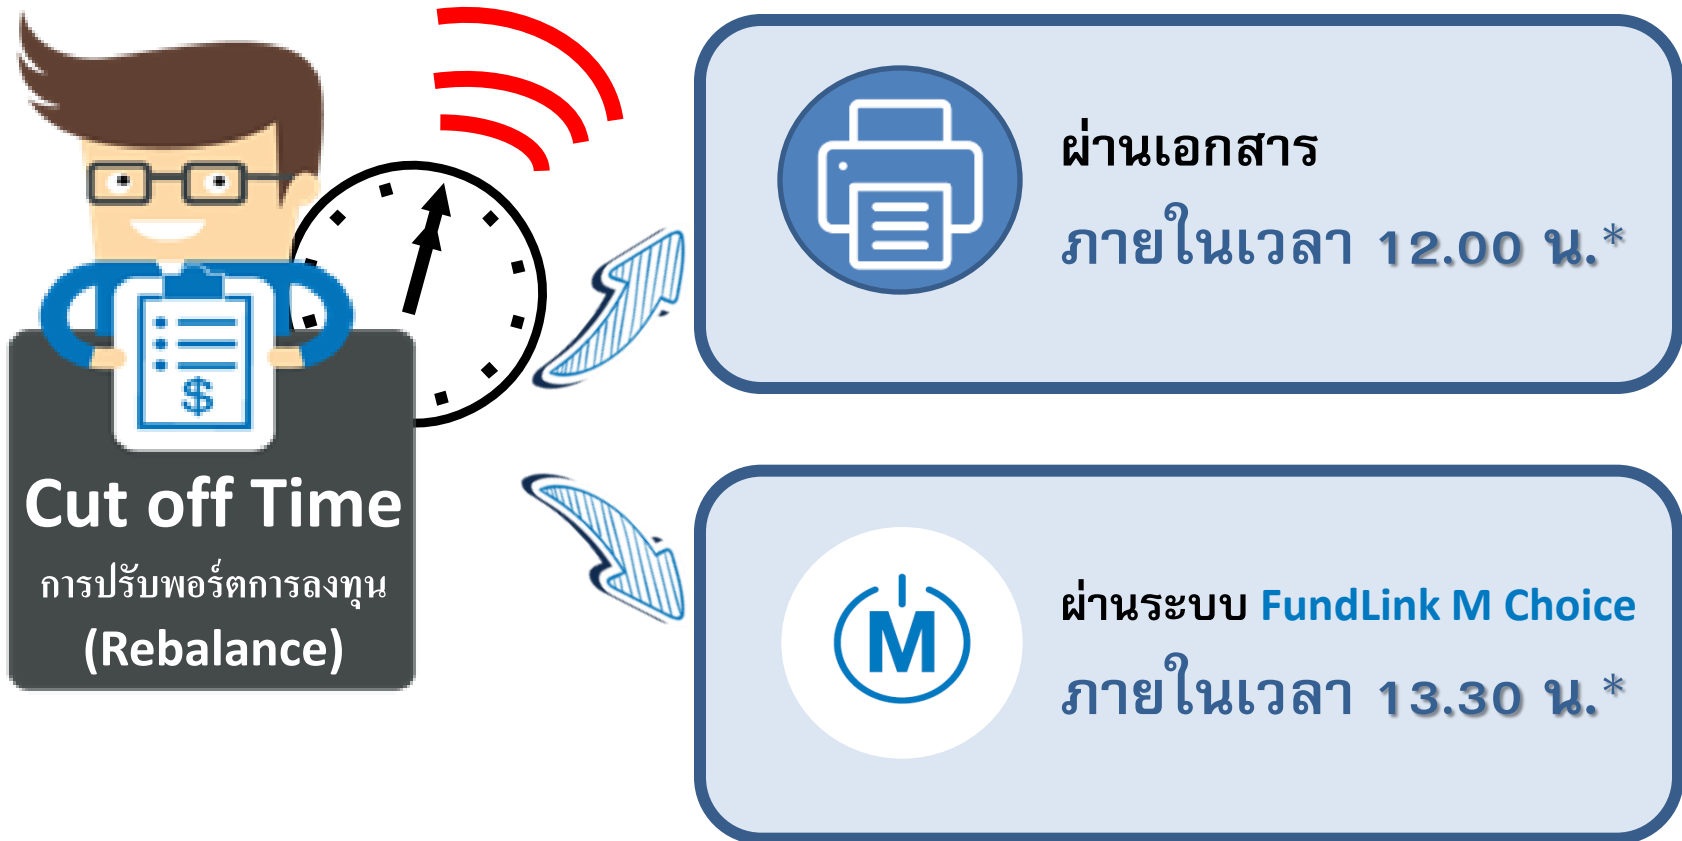 Cut off Time
การปรับพอร์ตการลงทุน
(Rebalance)
$
ผ่านเอกสาร
ภายในเวลา 12.00 น.*
M
ผ่านระบบ FundLink M Choice
ภายในเวลา 13.30 น.*